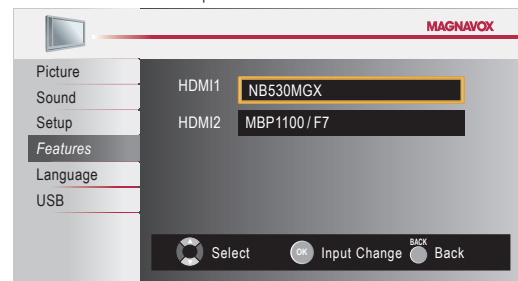 MAGNAVOX
Picture
Sound
Setup
Features
Language
USB
HDMI1 NB530MGX
HDMI2 MBP1100 / F7
Select OK Input Change BACK Back